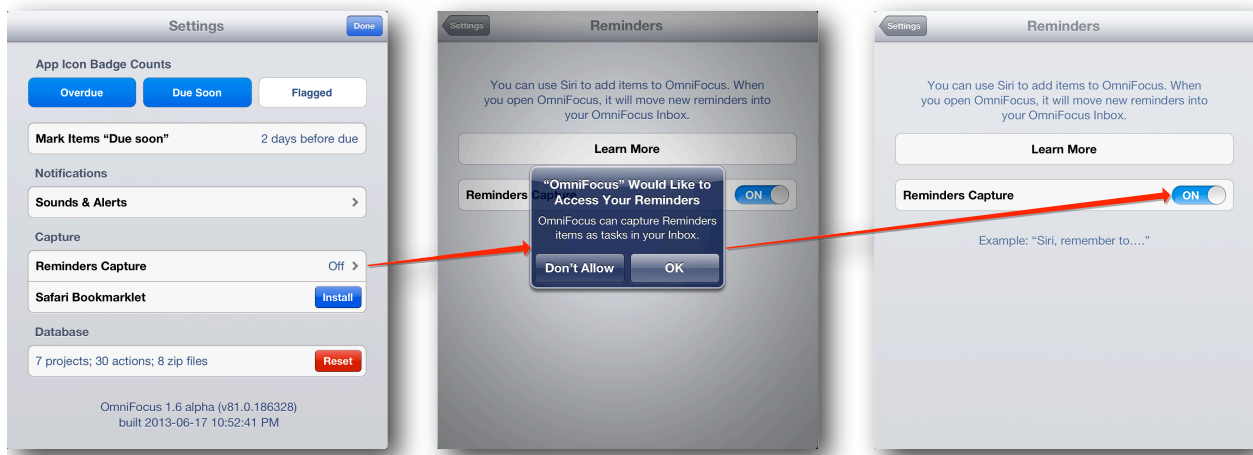 Settings
Done
App Icon Badge Counts
Overdue
Due Soon
Flagged
Mark Items “Due soon”
2 days before due
Notifications
Sounds & Alerts
Capture
Reminders Capture
Off
Safari Bookmarklet
Install
Database
7 projects; 30 actions; 8 zip files
Reset
OmniFocus 1.6 alpha (v81.0.186328)
built 2013-06-17 10:52:41 PM
Settings
Reminders
You can use Siri to add items to OmniFocus. When
you open OmniFocus, it will move new reminders into
your OmniFocus Inbox.
Learn More
Reminders
ON
“OmniFocus” Would Like to
Access Your Reminders
OmniFocus can capture Reminders
items as tasks in your Inbox.
Don’t Allow
OK
Settings
Reminders
You can use Siri to add items to OmniFocus. When
you open OmniFocus, it will move new reminders into
your OmniFocus Inbox.
Learn More
Reminders Capture
ON
Example: “Siri, remember to….”